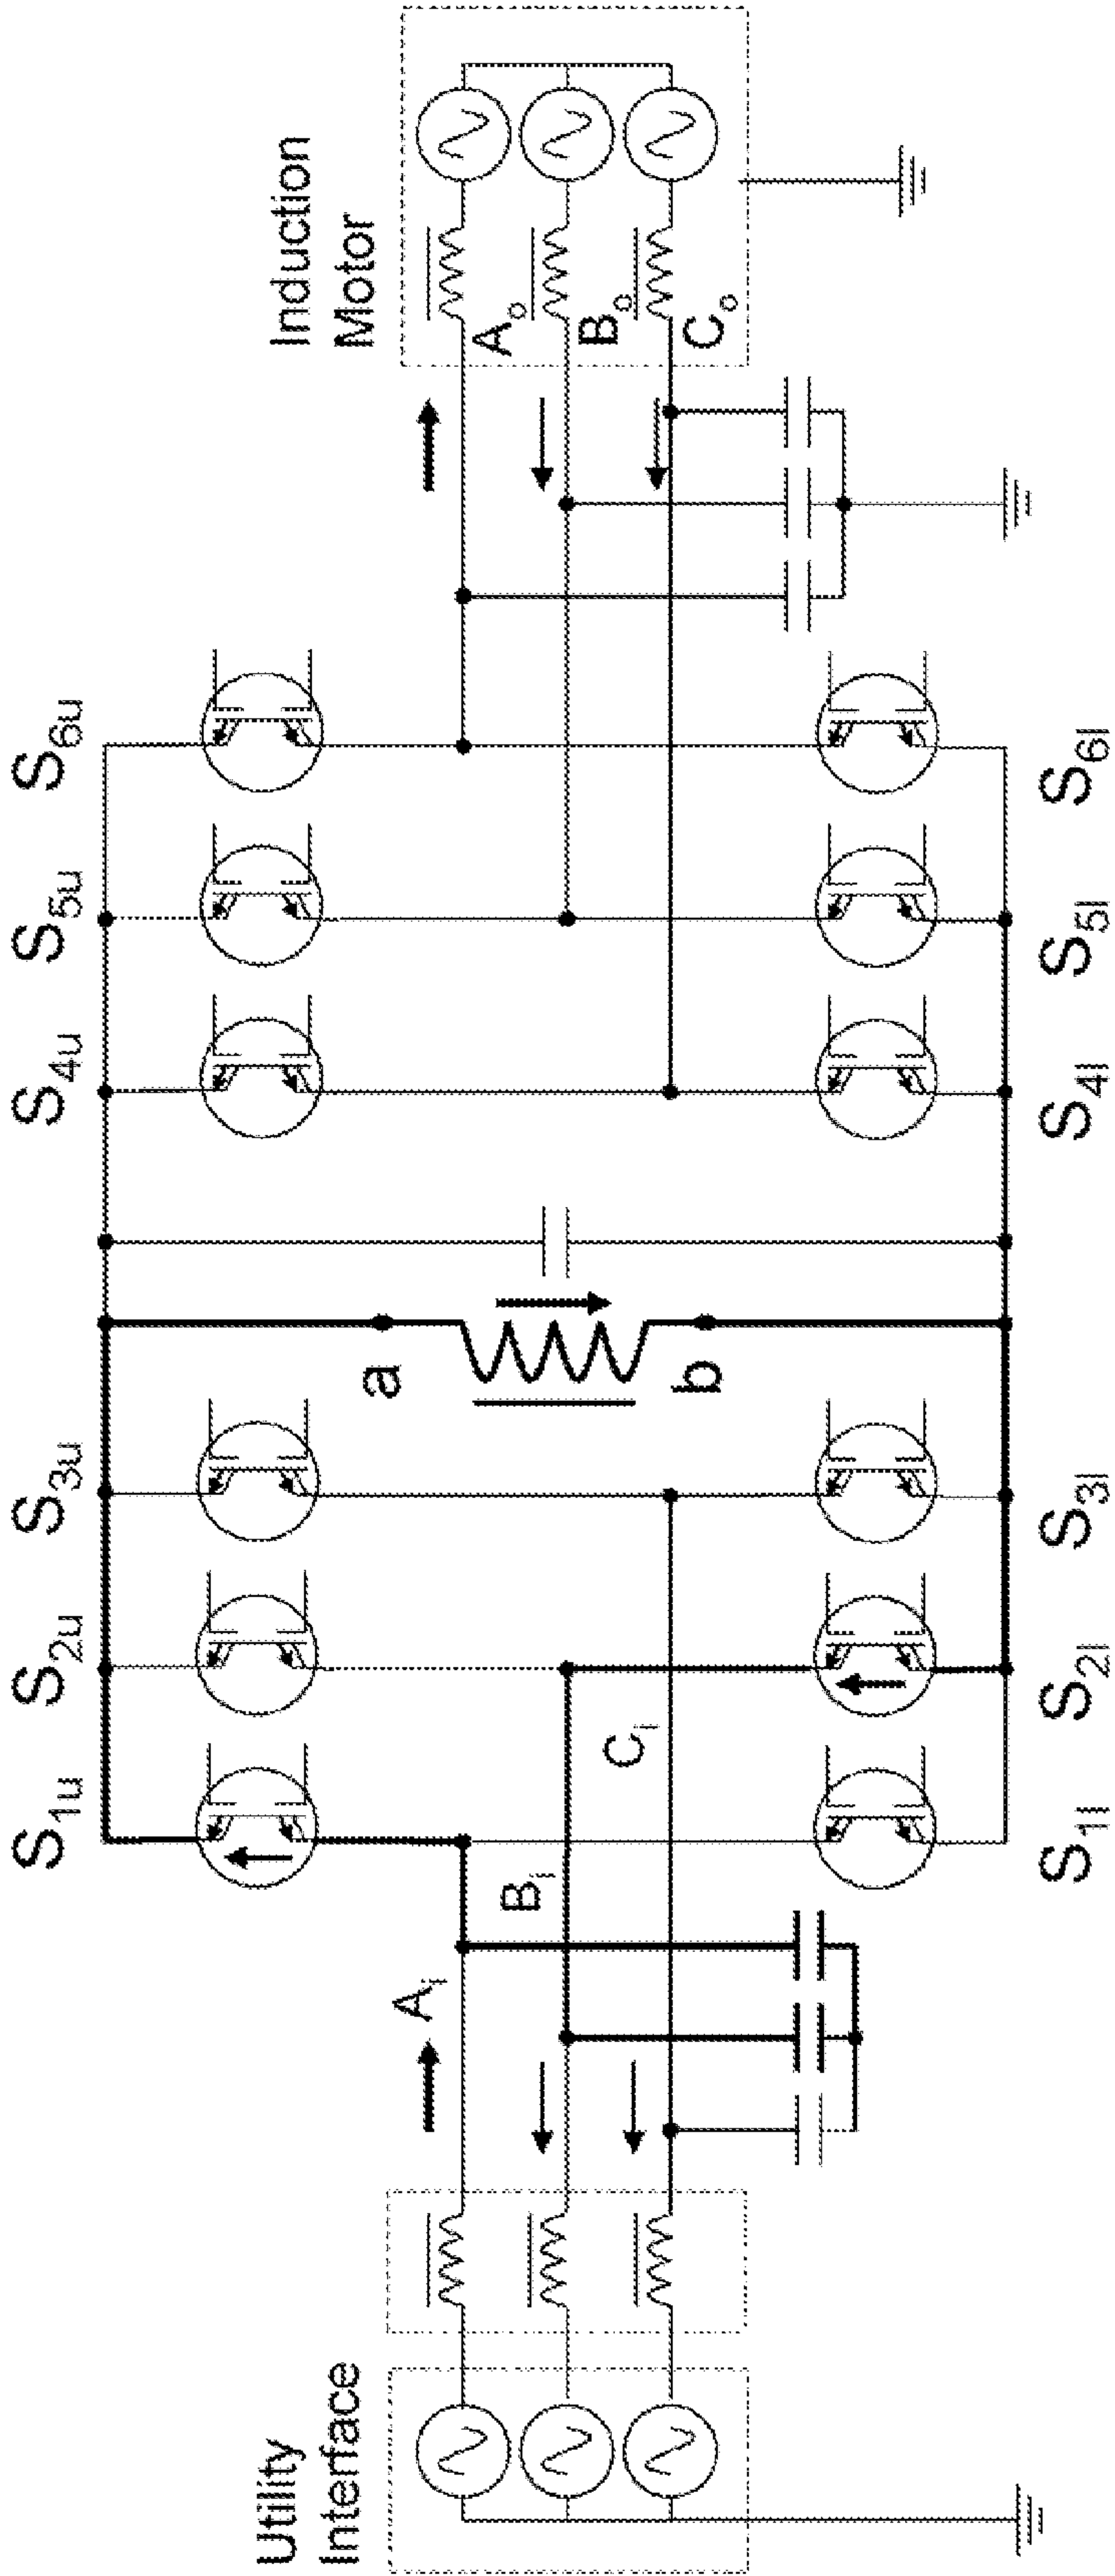 Utility
Interface
Induction
Motor
S1u
S2u
S3u
S4u
S5u
S6u
Ai
Bi
Ci
a
b
Ao
Bo
Co
S1l
S2l
S3l
S4l
S5l
S6l